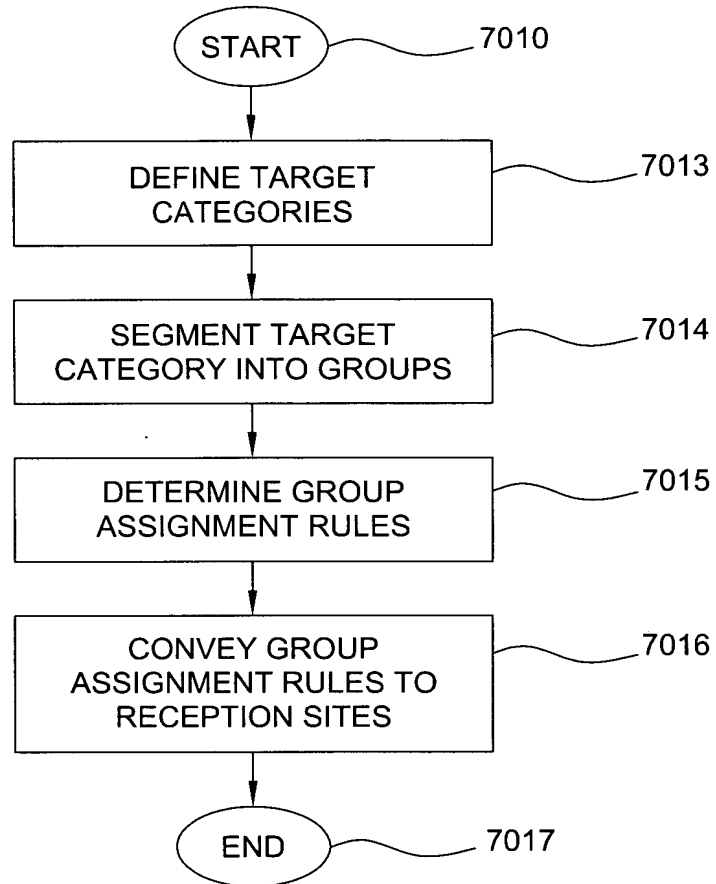 START
7010
DEFINE TARGET
CATEGORIES
7013
SEGMENT TARGET
CATEGORY INTO GROUPS
7014
DETERMINE GROUP
ASSIGNMENT RULES
7015
CONVEY GROUP
ASSIGNMENT RULES TO
RECEPTION SITES
7016
END
7017